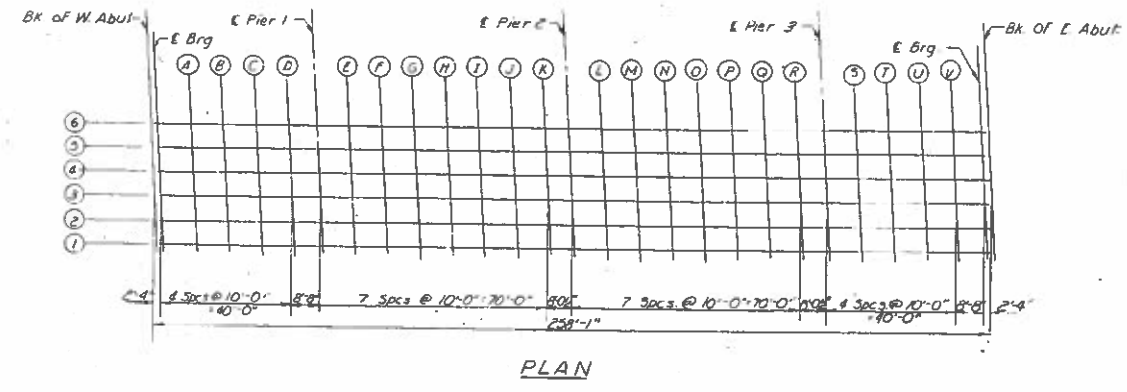 Bk of W. Abut.
℄ Pier 1
℄ Pier 2
℄ Pier 3
Bk. Of E. Abut.
℄ Brg
℄ Brg
A B C D E F G H I J K L M N O P Q R S T U V
6
5
4
3
2
1
2'-4" 4 Spcs @ 10'-0" 8'-8" 7 Spcs @ 10'-0"=70'-0" 7 Spcs. @ 10'-0"=70'-0" 4 Spcs. @ 10'-0" 8'-8" 2'-4"
=40'-0" =40'-0"
258'-1"
PLAN